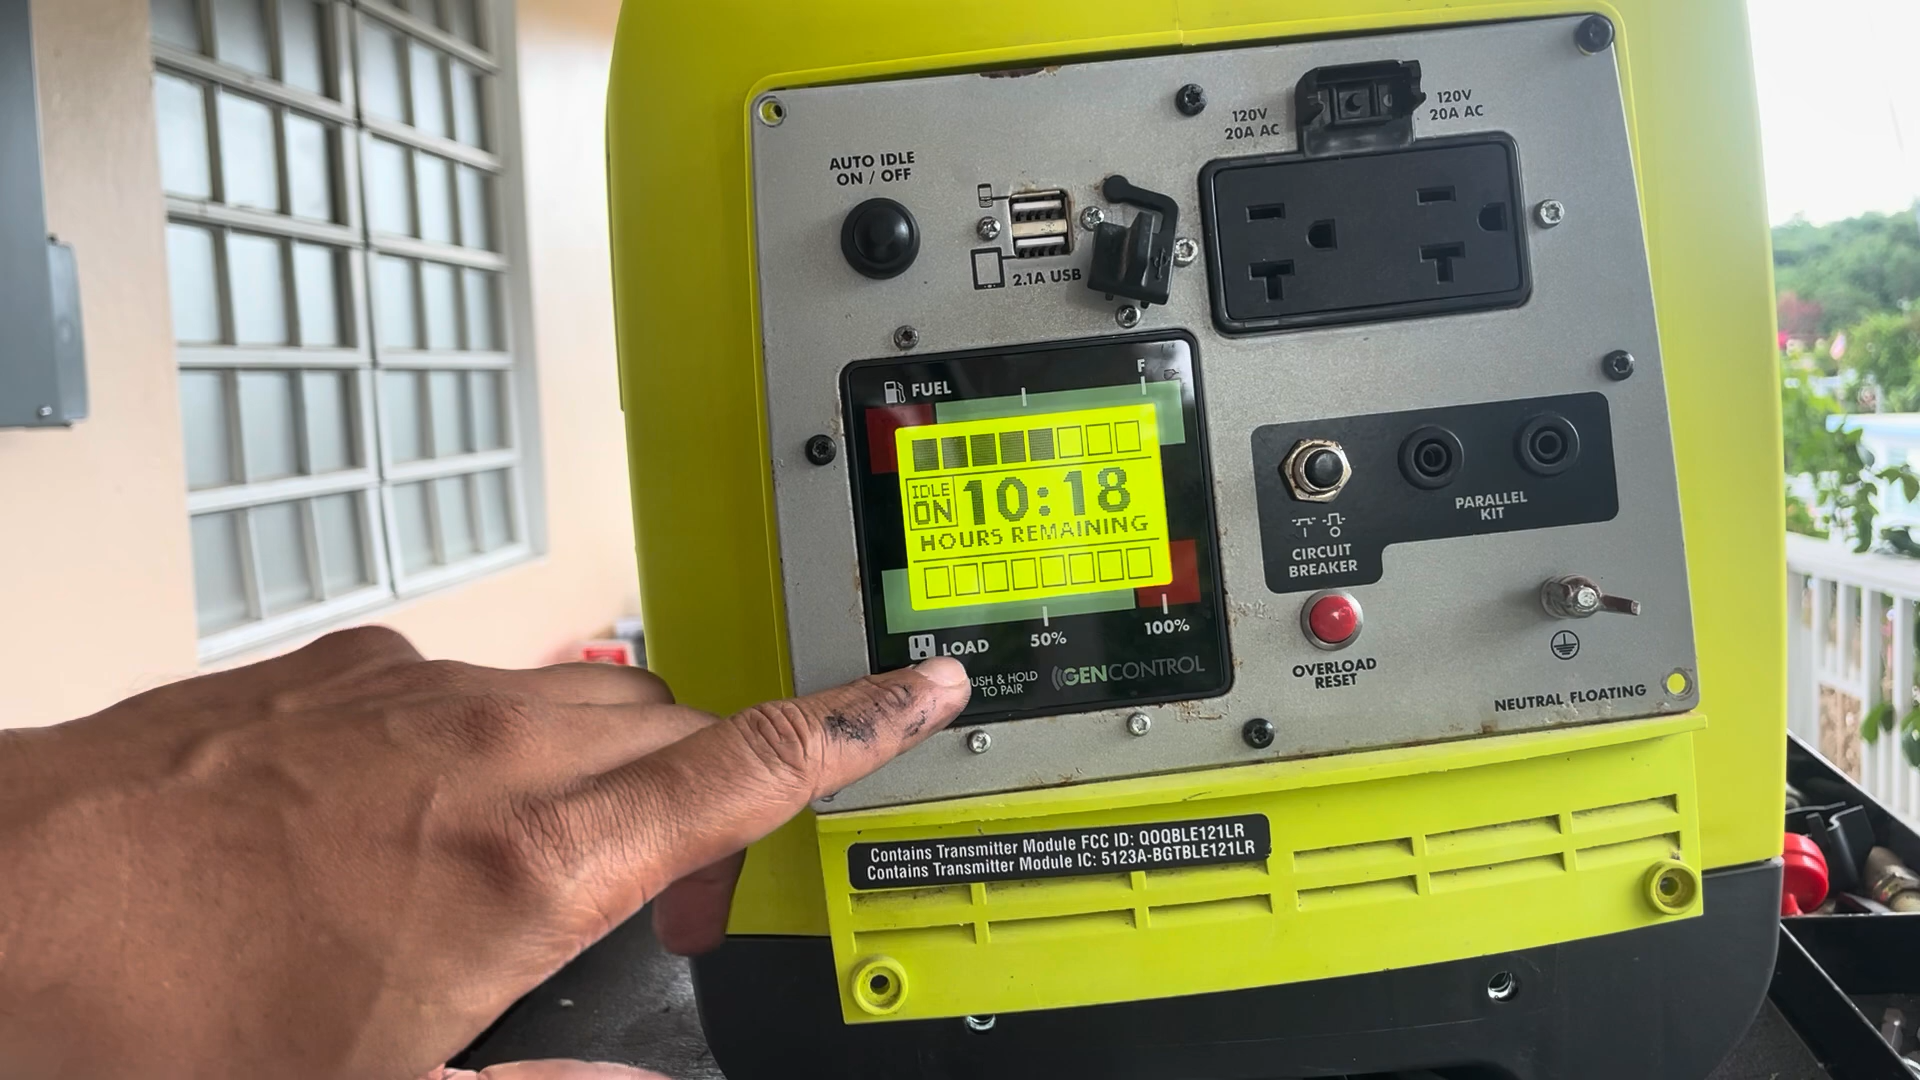 AUTO IDLE
ON / OFF
2.1A USB
120V
20A AC
120V
20A AC
FUEL
F
IDLE
ON
10:18
HOURS REMAINING
LOAD
50%
100%
& HOLD
TO PAIR
GENCONTROL
CIRCUIT
BREAKER
PARALLEL
KIT
OVERLOAD
RESET
NEUTRAL FLOATING
Contains Transmitter Module FCC ID: QOQBLE121LR
Contains Transmitter Module IC: 5123A-BGTBLE121LR